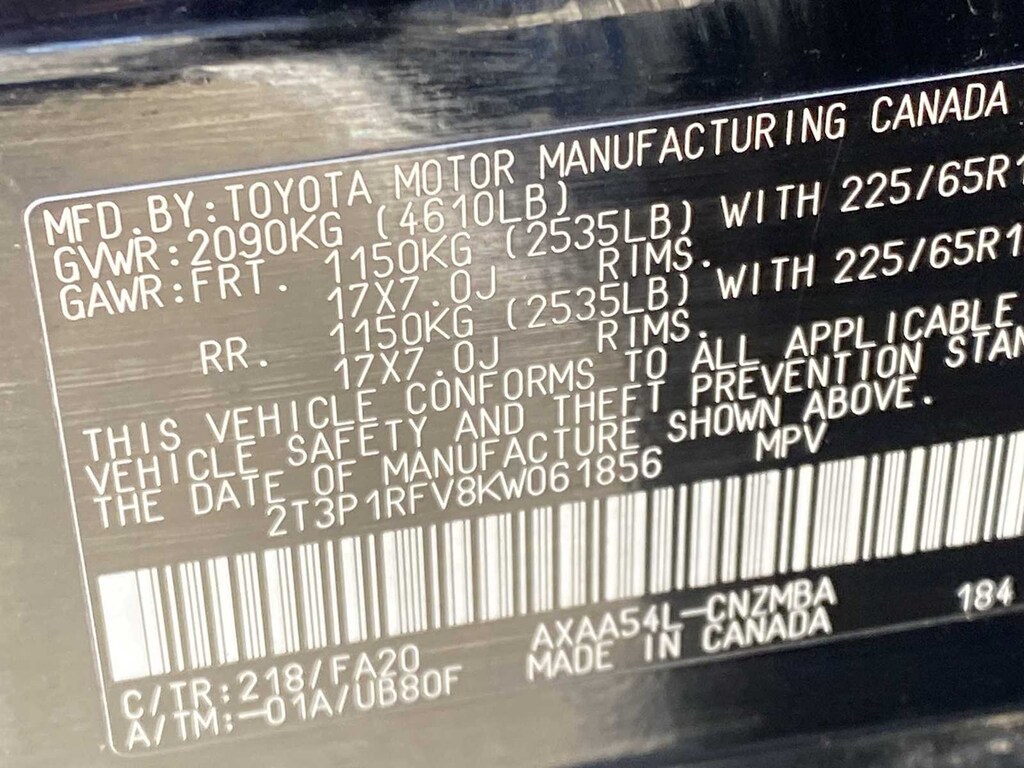 MFD.BY:TOYOTA MOTOR MANUFACTURING CANADA
GVWR:2090KG (4610LB)
GAWR:FRT. 1150KG (2535LB) WITH 225/65R1
17X7.0J RIMS.
RR. 1150KG (2535LB) WITH 225/65R1
17X7.0J RIMS.
THIS VEHICLE CONFORMS TO ALL APPLICABLE
VEHICLE SAFETY AND THEFT PREVENTION STAN
THE DATE OF MANUFACTURE SHOWN ABOVE.
2T3P1RFV8KW061856 MPV
AXAA54L-CNZMBA 184
C/TR:218/FA20 MADE IN CANADA
A/TM:-01A/UB80F